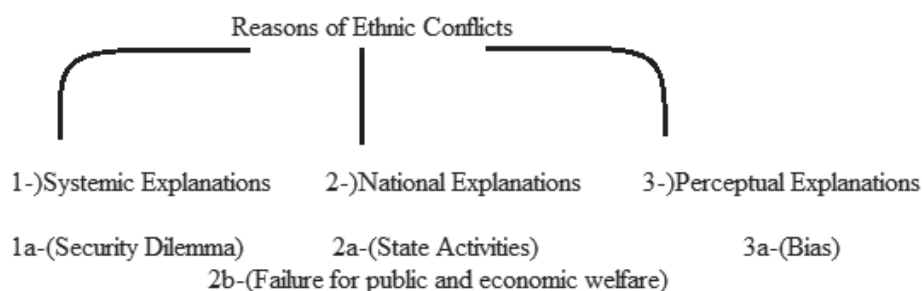 Reasons of Ethnic Conflicts
1-)Systemic Explanations 2-)National Explanations 3-)Perceptual Explanations
1a-(Security Dilemma) 2a-(State Activities) 3a-(Bias)
2b-(Failure for public and economic welfare)